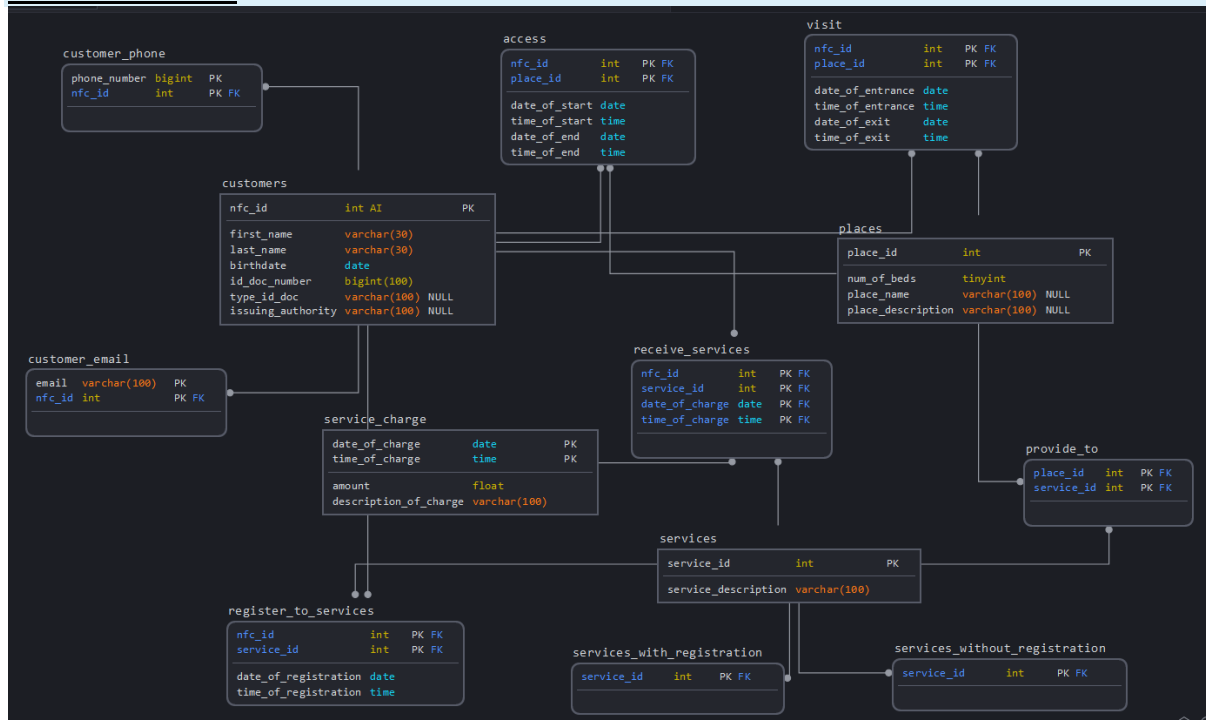 customer_phone
phone_number bigint PK
nfc_id int PK FK
access
nfc_id int PK FK
place_id int PK FK
date_of_start date
time_of_start time
date_of_end date
time_of_end time
visit
nfc_id int PK FK
place_id int PK FK
date_of_entrance date
time_of_entrance time
date_of_exit date
time_of_exit time
customers
nfc_id int AI PK
first_name varchar(30)
last_name varchar(30)
birthdate date
id_doc_number bigint(100)
type_id_doc varchar(100) NULL
issuing_authority varchar(100) NULL
places
place_id int PK
num_of_beds tinyint
place_name varchar(100) NULL
place_description varchar(100) NULL
customer_email
email varchar(100) PK
nfc_id int PK FK
receive_services
nfc_id int PK FK
service_id int PK FK
date_of_charge date PK FK
time_of_charge time PK FK
service_charge
date_of_charge date PK
time_of_charge time PK
amount float
description_of_charge varchar(100)
provide_to
place_id int PK FK
service_id int PK FK
services
service_id int PK
service_description varchar(100)
register_to_services
nfc_id int PK FK
service_id int PK FK
date_of_registration date
time_of_registration time
services_with_registration
service_id int PK FK
services_without_registration
service_id int PK FK